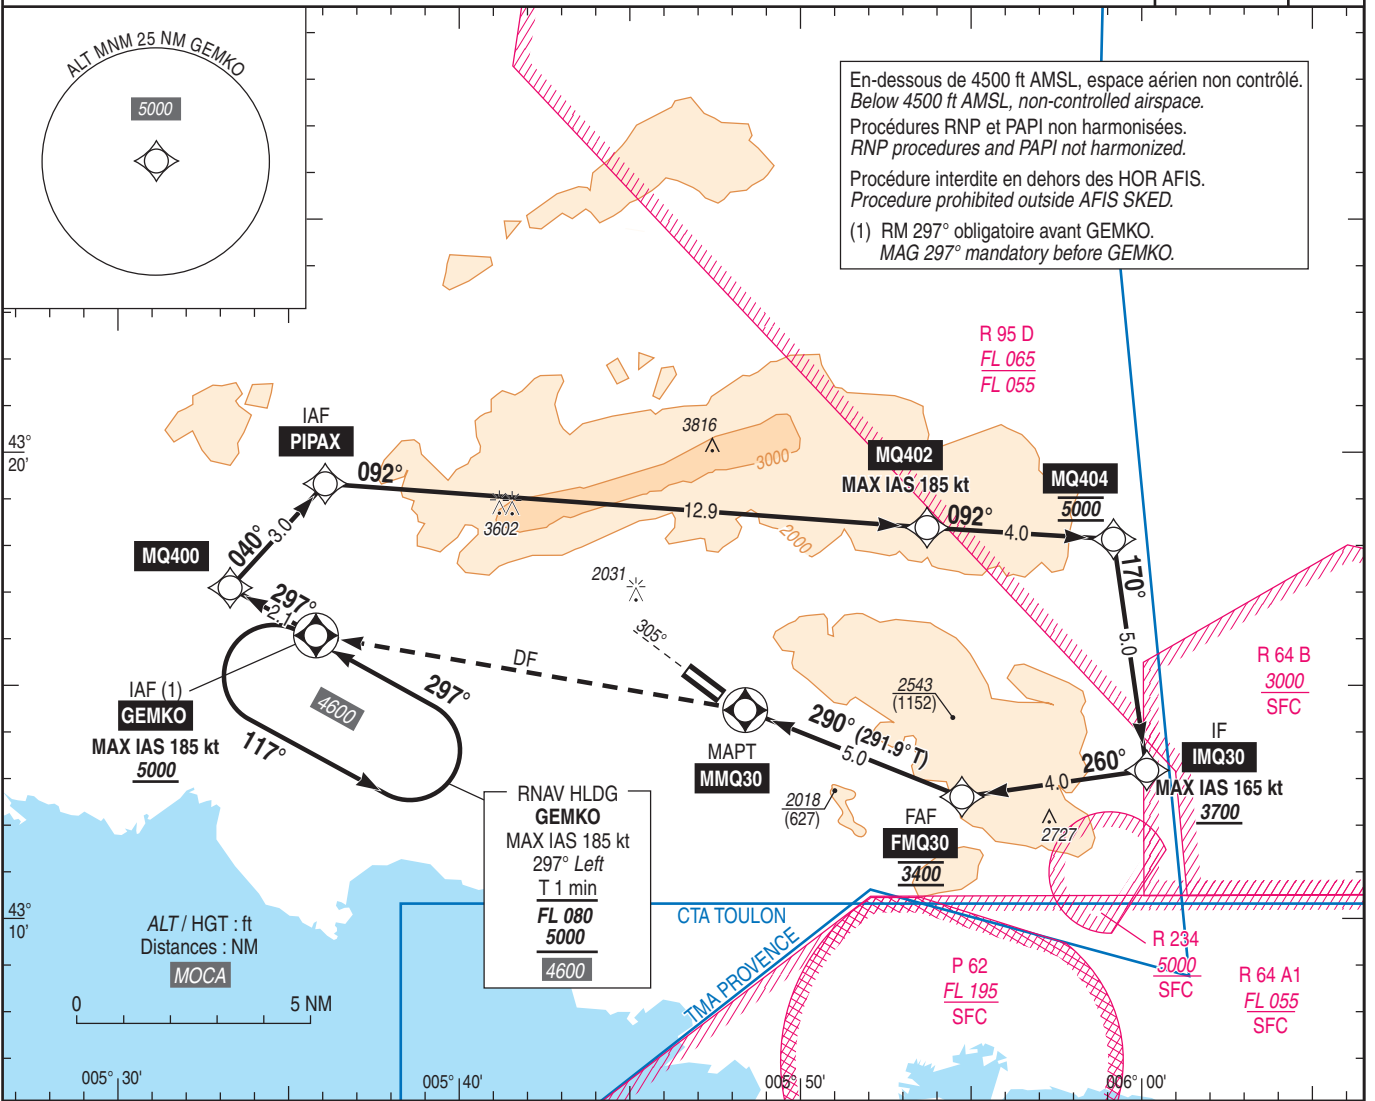 ALT MNM 25 NM GEMKO
5000
En-dessous de 4500 ft AMSL, espace aérien non contrôlé.
Below 4500 ft AMSL, non-controlled airspace.
Procédures RNP et PAPI non harmonisées.
RNP procedures and PAPI not harmonized.
Procédure interdite en dehors des HOR AFIS.
Procedure prohibited outside AFIS SKED.
(1) RM 297° obligatoire avant GEMKO.
MAG 297° mandatory before GEMKO.
R 95 D
FL 065
FL 055
43°
20'
IAF
PIPAX
092°
3816
3000
3602
12.9
2000
MQ402
MAX IAS 185 kt
092°
4.0
MQ404
5000
170°
5.0
MQ400
040°
3.0
297°
2.1
2031
305°
DF
IAF (1)
GEMKO
MAX IAS 185 kt
5000
4600
297°
117°
MAPT
MMQ30
290° (291.9°T)
5.0
2543
(1152)
2018
(627)
260°
4.0
2727
FAF
FMQ30
3400
IF
IMQ30
MAX IAS 165 kt
3700
R 64 B
3000
SFC
RNAV HLDG
GEMKO
MAX IAS 185 kt
297° Left
T 1 min
FL 080
5000
4600
43°
10'
ALT / HGT : ft
Distances : NM
MOCA
0
5 NM
CTA TOULON
TMA PROVENCE
P 62
FL 195
SFC
R 234
5000
SFC
R 64 A1
FL 055
SFC
005° 30'
005° 40'
005° 50'
006° 00'